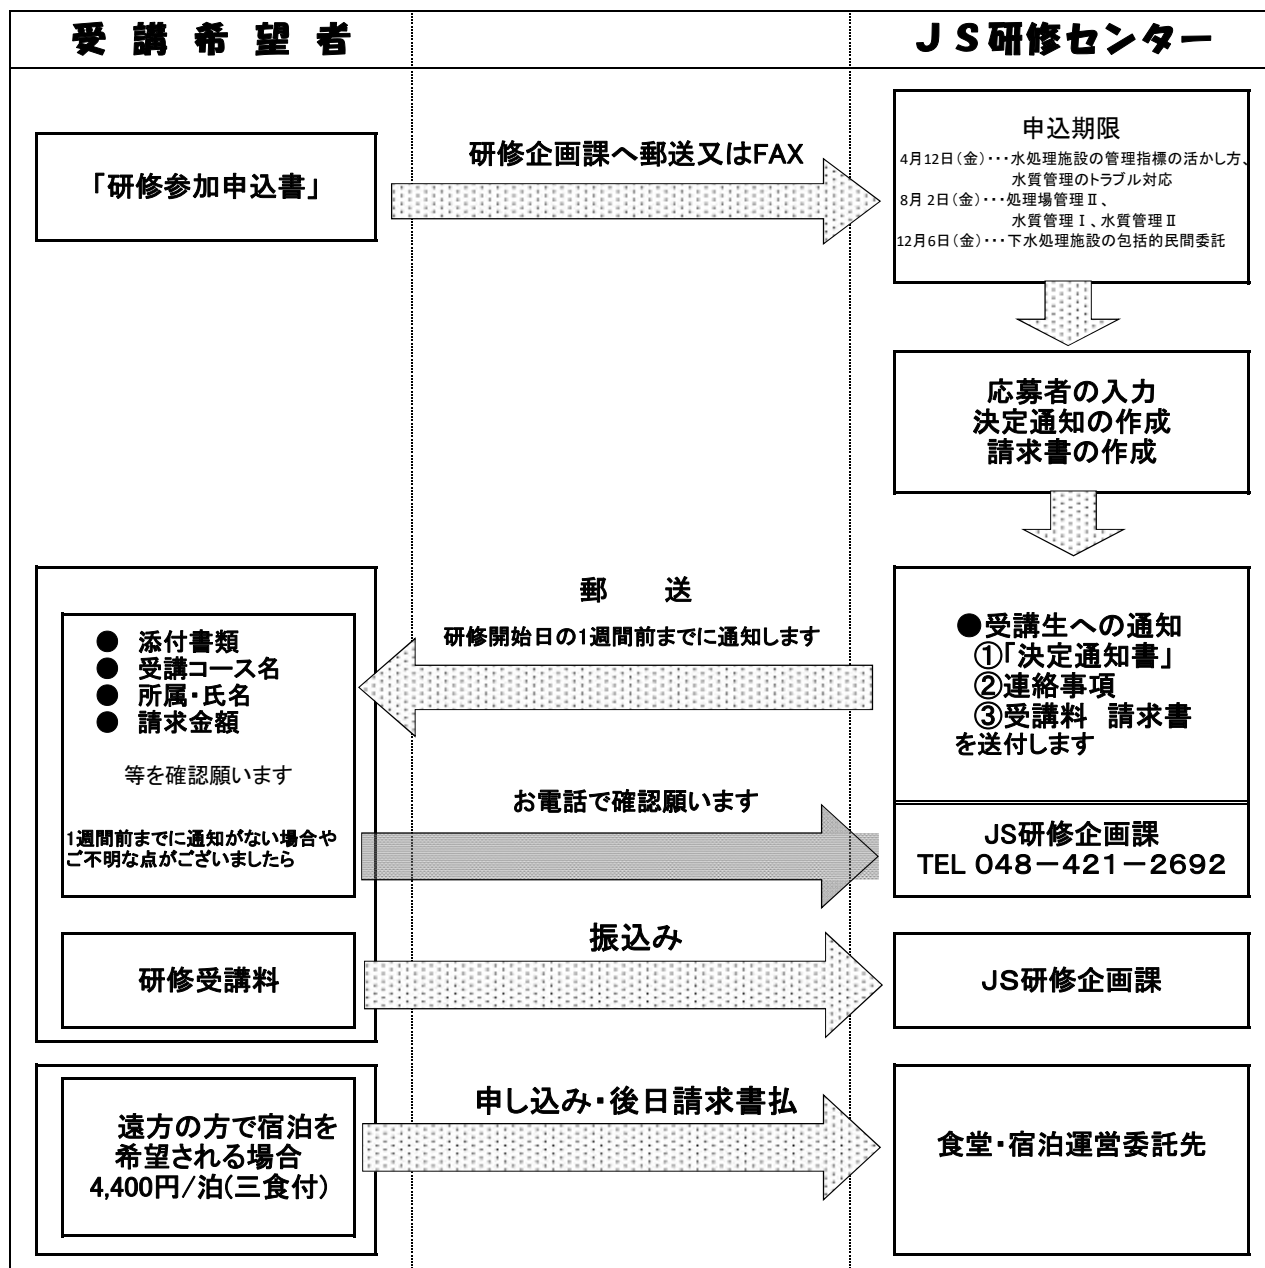 受 講 希 望 者
ＪＳ研修センター
「研修参加申込書」
研修企画課へ郵送又はFAX
申込期限
4月12日（金）・・・水処理施設の管理指標の活かし方、
水質管理のトラブル対応
8月 2日（金）・・・処理場管理Ⅱ、
水質管理Ⅰ、水質管理Ⅱ
12月6日（金）・・・下水処理施設の包括的民間委託
応募者の入力
決定通知の作成
請求書の作成
郵　　送
研修開始日の1週間前までに通知します
● 添付書類
● 受講コース名
● 所属・氏名
● 請求金額
等を確認願います
1週間前までに通知がない場合や
ご不明な点がございましたら
●受講生への通知
①「決定通知書」
②連絡事項
③受講料　請求書
を送付します
お電話で確認願います
JS研修企画課
TEL ０４８－４２１－２６９２
研修受講料
振込み
ＪＳ研修企画課
遠方の方で宿泊を
希望される場合
4,400円/泊(三食付)
申し込み・後日請求書払
食堂・宿泊運営委託先